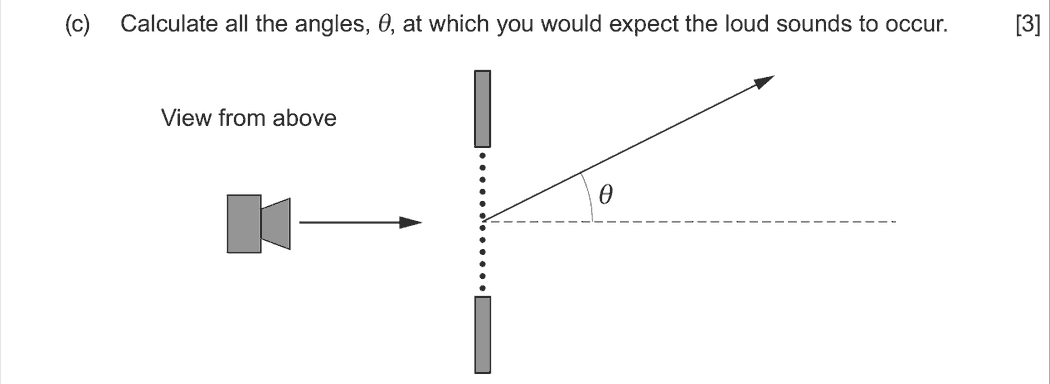 (c) Calculate all the angles, θ, at which you would expect the loud sounds to occur. [3]
View from above
θ